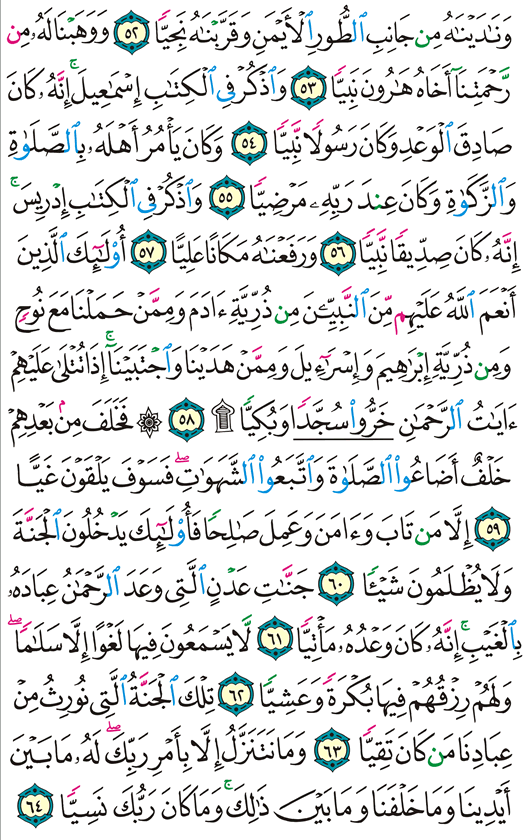 وَنَٰدَيْنَٰهُ مِن جَانِبِ ٱلطُّورِ ٱلْأَيْمَنِ وَقَرَّبْنَٰهُ نَجِيًّا ٥٢ وَوَهَبْنَا لَهُۥ مِن
رَّحْمَتِنَآ أَخَاهُ هَٰرُونَ نَبِيًّا ٥٣ وَٱذْكُرْ فِى ٱلْكِتَٰبِ إِسْمَٰعِيلَ ۚ إِنَّهُۥ كَانَ
صَادِقَ ٱلْوَعْدِ وَكَانَ رَسُولًا نَّبِيًّا ٥٤ وَكَانَ يَأْمُرُ أَهْلَهُۥ بِٱلصَّلَوٰةِ
وَٱلزَّكَوٰةِ وَكَانَ عِندَ رَبِّهِۦ مَرْضِيًّا ٥٥ وَٱذْكُرْ فِى ٱلْكِتَٰبِ إِدْرِيسَ ۚ
إِنَّهُۥ كَانَ صِدِّيقًا نَّبِيًّا ٥٦ وَرَفَعْنَٰهُ مَكَانًا عَلِيًّا ٥٧ أُو۟لَٰٓئِكَ ٱلَّذِينَ
أَنْعَمَ ٱللَّهُ عَلَيْهِم مِّنَ ٱلنَّبِيِّۦنَ مِن ذُرِّيَّةِ ءَادَمَ وَمِمَّنْ حَمَلْنَا مَعَ نُوحٍ
وَمِن ذُرِّيَّةِ إِبْرَٰهِيمَ وَإِسْرَٰٓءِيلَ وَمِمَّنْ هَدَيْنَا وَٱجْتَبَيْنَآ ۚ إِذَا تُتْلَىٰ عَلَيْهِمْ
ءَايَٰتُ ٱلرَّحْمَٰنِ خَرُّوا۟ سُجَّدًا وَبُكِيًّا ۩ ٥٨ ۞ فَخَلَفَ مِنۢ بَعْدِهِمْ
خَلْفٌ أَضَاعُوا۟ ٱلصَّلَوٰةَ وَٱتَّبَعُوا۟ ٱلشَّهَوَٰتِ ۖ فَسَوْفَ يَلْقَوْنَ غَيًّا
٥٩ إِلَّا مَن تَابَ وَءَامَنَ وَعَمِلَ صَٰلِحًا فَأُو۟لَٰٓئِكَ يَدْخُلُونَ ٱلْجَنَّةَ
وَلَا يُظْلَمُونَ شَيْـًٔا ٦٠ جَنَّٰتِ عَدْنٍ ٱلَّتِى وَعَدَ ٱلرَّحْمَٰنُ عِبَادَهُۥ
بِٱلْغَيْبِ ۚ إِنَّهُۥ كَانَ وَعْدُهُۥ مَأْتِيًّا ٦١ لَّا يَسْمَعُونَ فِيهَا لَغْوًا إِلَّا سَلَٰمًا ۖ
وَلَهُمْ رِزْقُهُمْ فِيهَا بُكْرَةً وَعَشِيًّا ٦٢ تِلْكَ ٱلْجَنَّةُ ٱلَّتِى نُورِثُ مِنْ
عِبَادِنَا مَن كَانَ تَقِيًّا ٦٣ وَمَا نَتَنَزَّلُ إِلَّا بِأَمْرِ رَبِّكَ ۖ لَهُۥ مَا بَيْنَ
أَيْدِينَا وَمَا خَلْفَنَا وَمَا بَيْنَ ذَٰلِكَ ۚ وَمَا كَانَ رَبُّكَ نَسِيًّا ٦٤